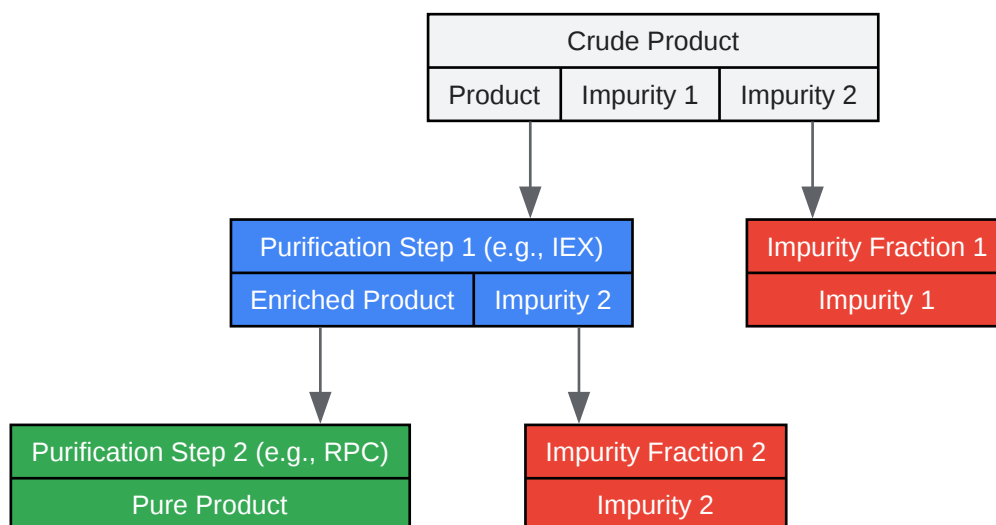 Crude Product
Product Impurity 1 Impurity 2
Purification Step 1 (e.g., IEX)
Enriched Product Impurity 2
Impurity Fraction 1
Impurity 1
Purification Step 2 (e.g., RPC)
Pure Product
Impurity Fraction 2
Impurity 2